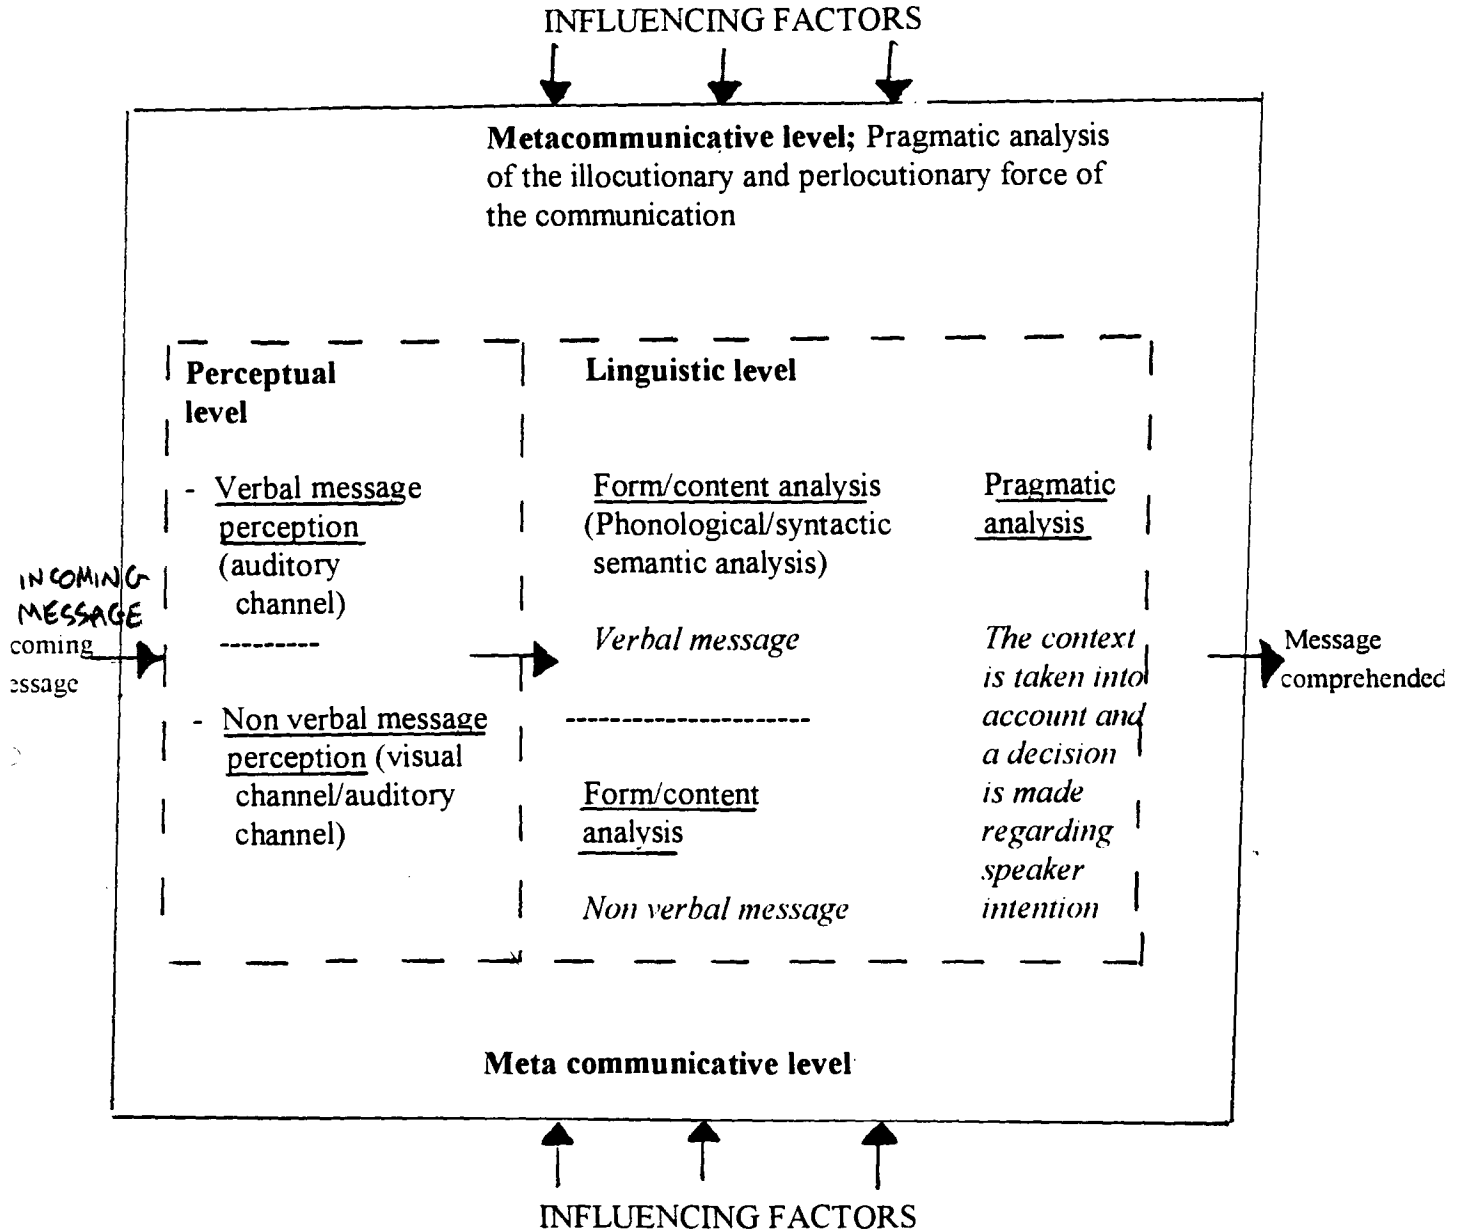 INFLUENCING FACTORS
Metacommunicative level; Pragmatic analysis
of the illocutionary and perlocutionary force of
the communication
Perceptual
level
- Verbal message
perception
(auditory
channel)
---------
- Non verbal message
perception (visual
channel/auditory
channel)
Linguistic level
Form/content analysis
(Phonological/syntactic
semantic analysis)
Verbal message
----------------------
Form/content
analysis
Non verbal message
Pragmatic
analysis
The context
is taken into
account and
a decision
is made
regarding
speaker
intention
INCOMING
MESSAGE
coming
essage
Message
comprehended
Meta communicative level
INFLUENCING FACTORS